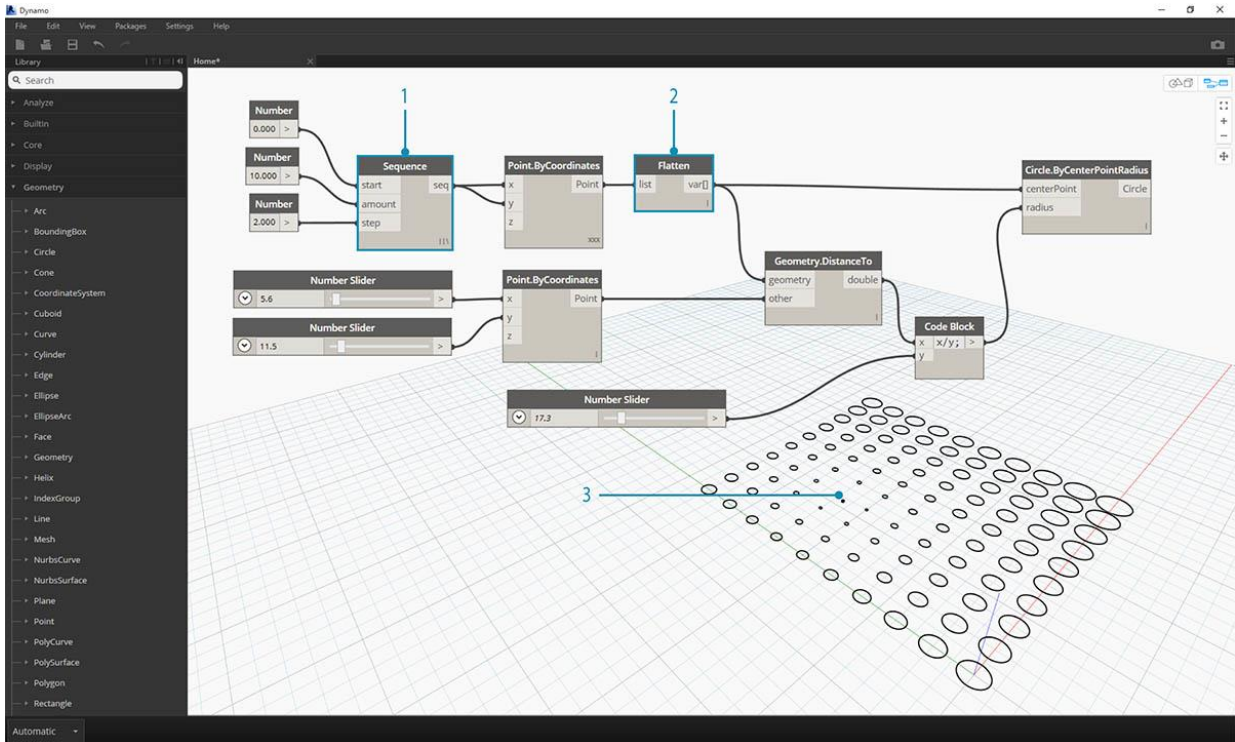 Dynamo
File Edit View Packages Settings Help
Library
Home*
Search
Analyze
BuiltIn
Core
Display
Geometry
Arc
BoundingBox
Circle
Cone
CoordinateSystem
Cuboid
Curve
Cylinder
Edge
Ellipse
EllipseArc
Face
Geometry
Helix
IndexGroup
Line
Mesh
NurbsCurve
NurbsSurface
Plane
Point
PolyCurve
PolySurface
Polygon
Rectangle
Automatic
1
2
Number
0.000 >
Number
10.000 >
Number
2.000 >
Sequence
start seq
amount
step
Point.ByCoordinates
x Point
y
z
xxx
Flatten
list var[]
Circle.ByCenterPointRadius
centerPoint Circle
radius
Number Slider
5.6 >
Number Slider
11.5 >
Point.ByCoordinates
x Point
y
z
Geometry.DistanceTo
geometry double
other
Code Block
x x/y; >
y
Number Slider
17.3 >
3